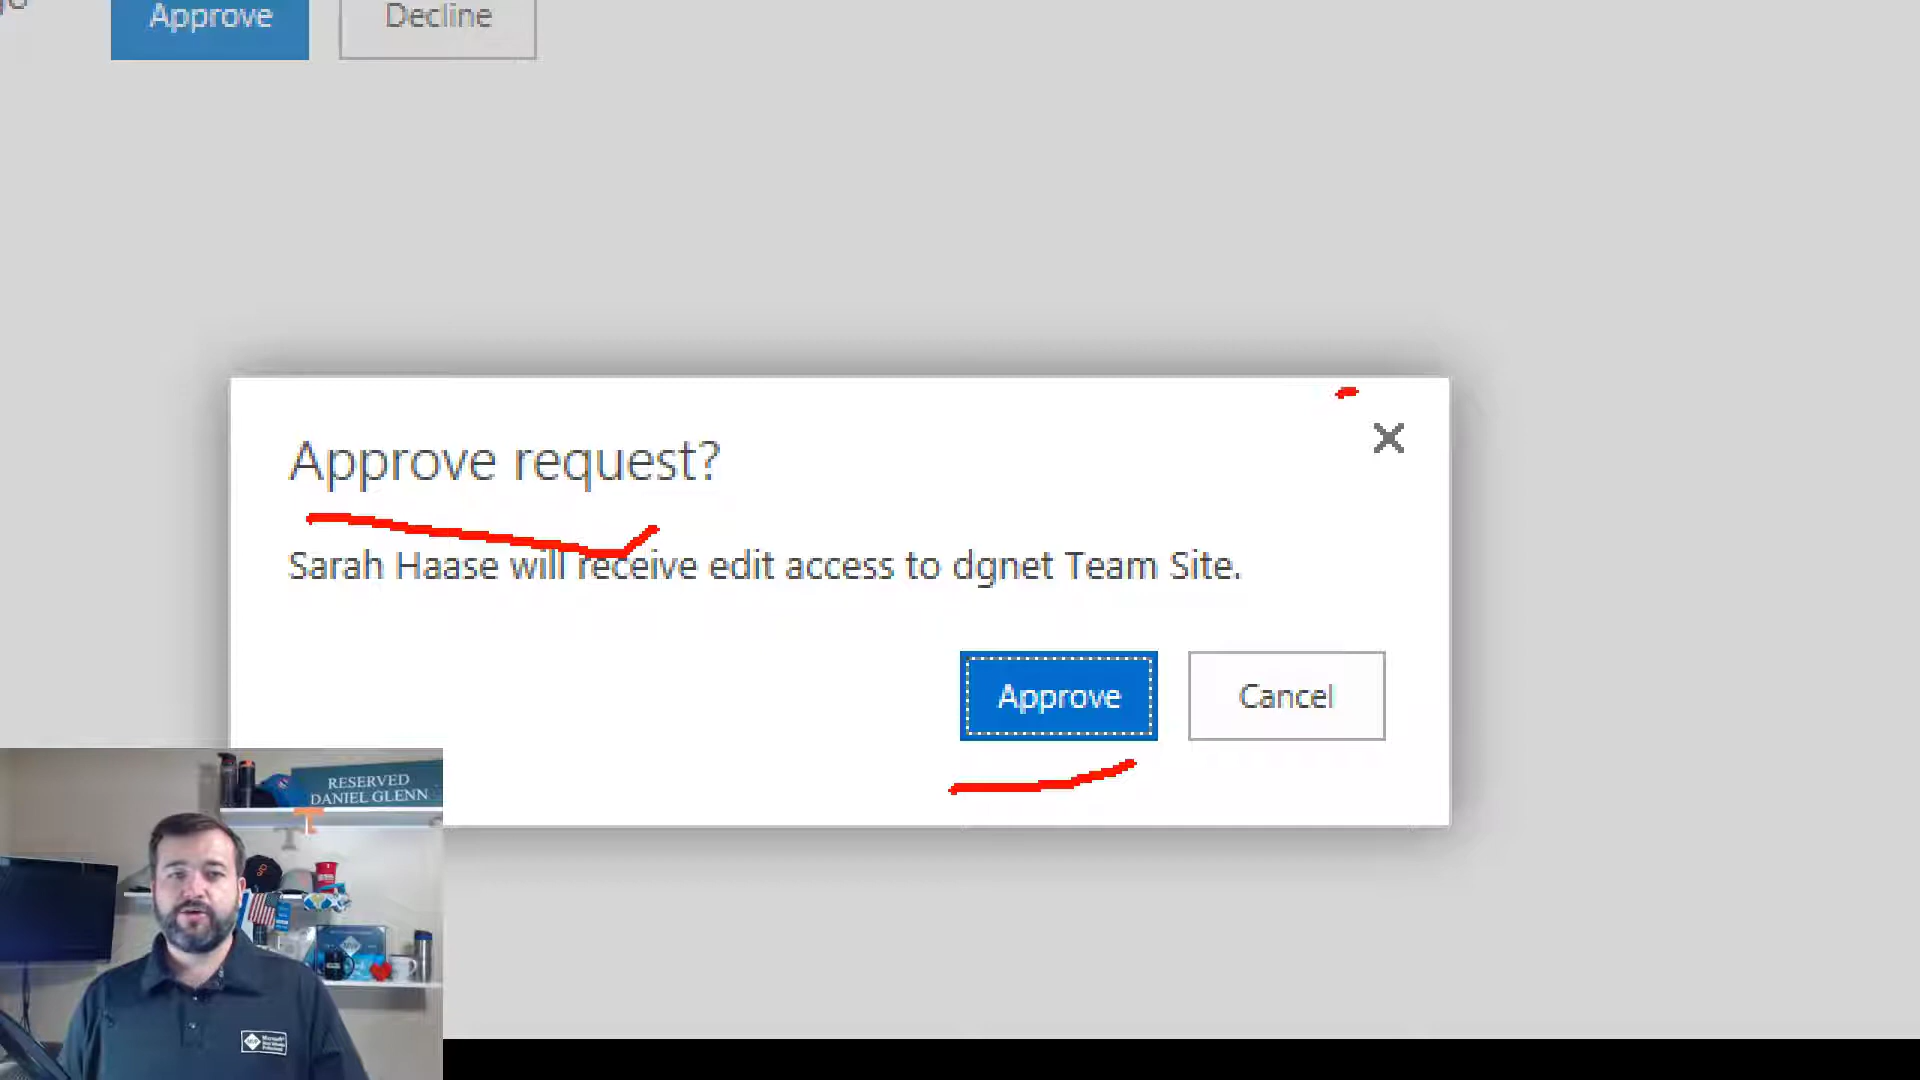 Approve
Decline
Approve request?
Sarah Haase will receive edit access to dgnet Team Site.
Approve
Cancel
RESERVED
DANIEL GLENN